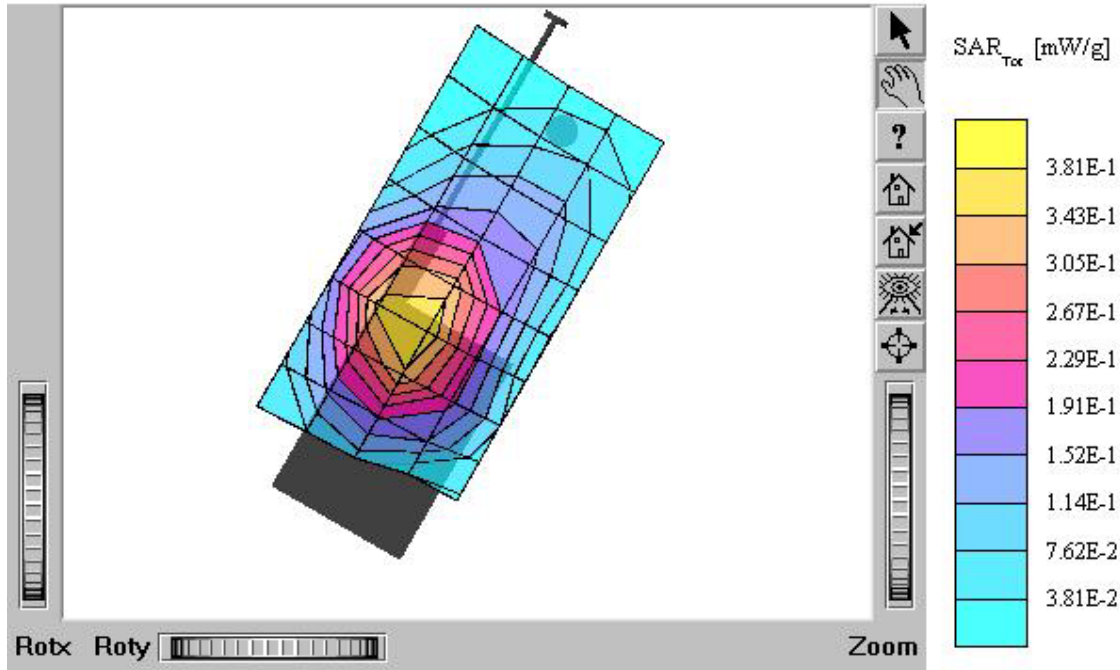 SAR_Tot [mW/g]
?
3.81E-1
3.43E-1
3.05E-1
2.67E-1
2.29E-1
1.91E-1
1.52E-1
1.14E-1
7.62E-2
3.81E-2
Rotx Roty Zoom